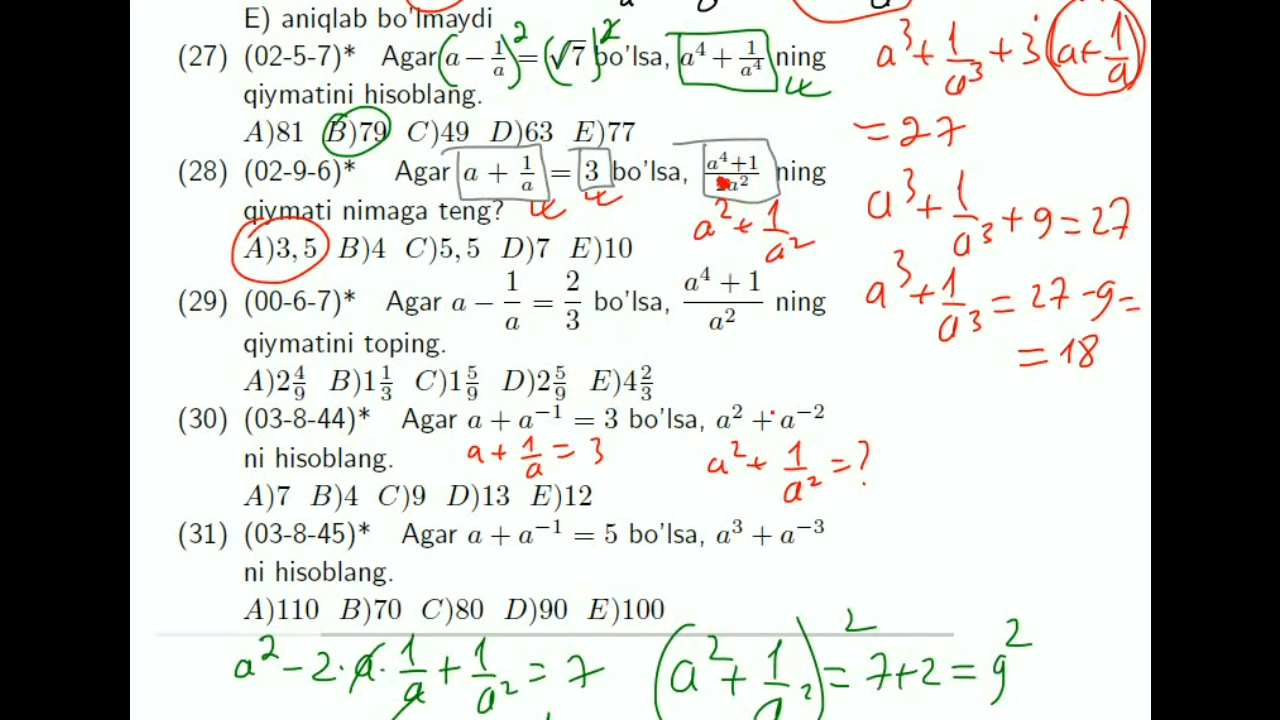 E) aniqlab bo'lmaydi
(27) (02-5-7)* Agar (a − 1/a)² = (√7)² bo'lsa, a⁴ + 1/a⁴ ning
qiymatini hisoblang.
A)81 B)79 C)49 D)63 E)77
(28) (02-9-6)* Agar a + 1/a = 3 bo'lsa, (a⁴+1)/a² ning
qiymati nimaga teng?
a² + 1/a²
A)3,5 B)4 C)5,5 D)7 E)10
(29) (00-6-7)* Agar a − 1/a = 2/3 bo'lsa, (a⁴ + 1)/a² ning
qiymatini toping.
A)2 4/9 B)1 1/3 C)1 5/9 D)2 5/9 E)4 2/3
(30) (03-8-44)* Agar a + a⁻¹ = 3 bo'lsa, a² + a⁻²
ni hisoblang.
a + 1/a = 3 a² + 1/a² = ?
A)7 B)4 C)9 D)13 E)12
(31) (03-8-45)* Agar a + a⁻¹ = 5 bo'lsa, a³ + a⁻³
ni hisoblang.
A)110 B)70 C)80 D)90 E)100
a² − 2·a·1/a + 1/a² = 7 (a² + 1/a²)² = 7+2 = 9²
a³ + 1/a³ + 3(a + 1/a)
= 27
a³ + 1/a³ + 9 = 27
a³ + 1/a³ = 27 − 9 =
= 18